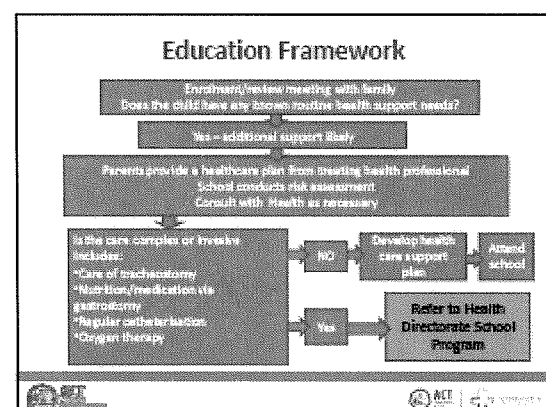 Education Framework
Enrolment/review meeting with family
Does the child have any known routine health support needs?
Yes – additional support likely
Parents provide a healthcare plan from treating health professional
School conducts risk assessment
Consult with Health as necessary
Is the care complex or invasive
includes:
*Care of tracheostomy
*Nutrition/medication via
gastrostomy
*Regular catheterisation
*Oxygen therapy
NO
Develop health
care support
plan
Attend
school
Yes
Refer to Health
Directorate School
Program
ACT
ACT